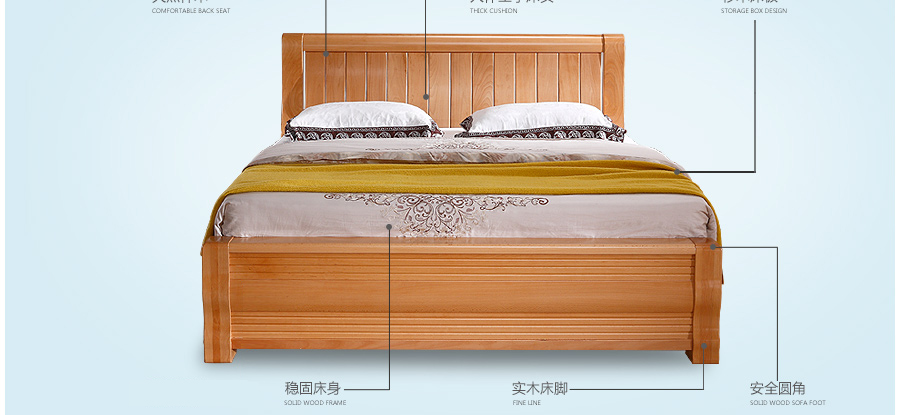 COMFORTABLE BACK SEAT
THICK CUSHION
STORAGE BOX DESIGN
稳固床身
SOLID WOOD FRAME
实木床脚
FINE LINE
安全圆角
SOLID WOOD SOFA FOOT